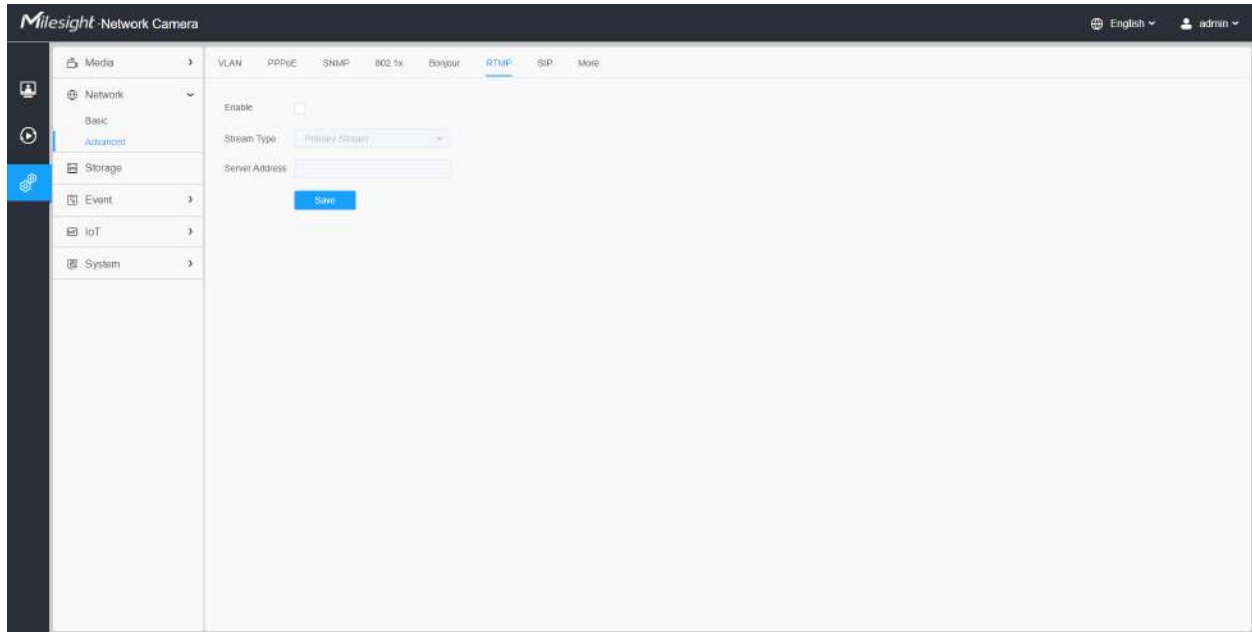 Milesight·Network Camera
English
admin
Media
VLAN PPPoE SNMP 802.1x Bonjour RTMP SIP More
Network
Basic
Advanced
Storage
Event
IoT
System
Enable
Stream Type Primary Stream
Server Address
Save